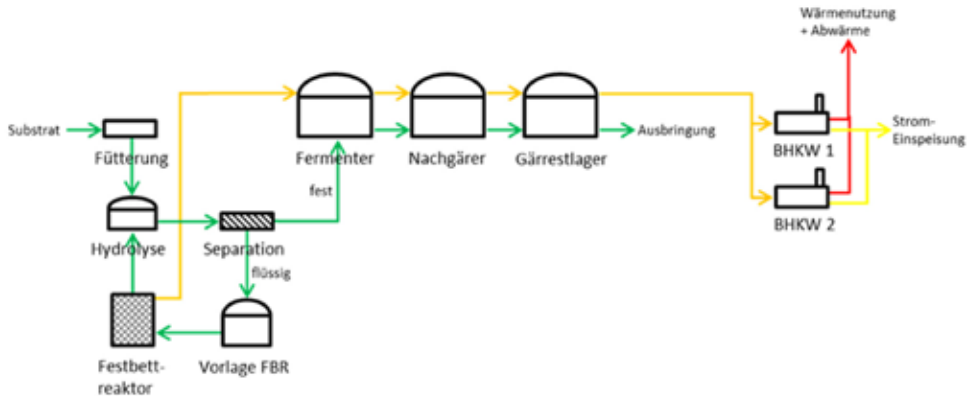 Wärmenutzung
+ Abwärme
Substrat
Fütterung
Fermenter
Nachgärer
Gärrestlager
Ausbringung
BHKW 1
Strom-
Einspeisung
fest
BHKW 2
Hydrolyse
Separation
flüssig
Festbett-
reaktor
Vorlage FBR